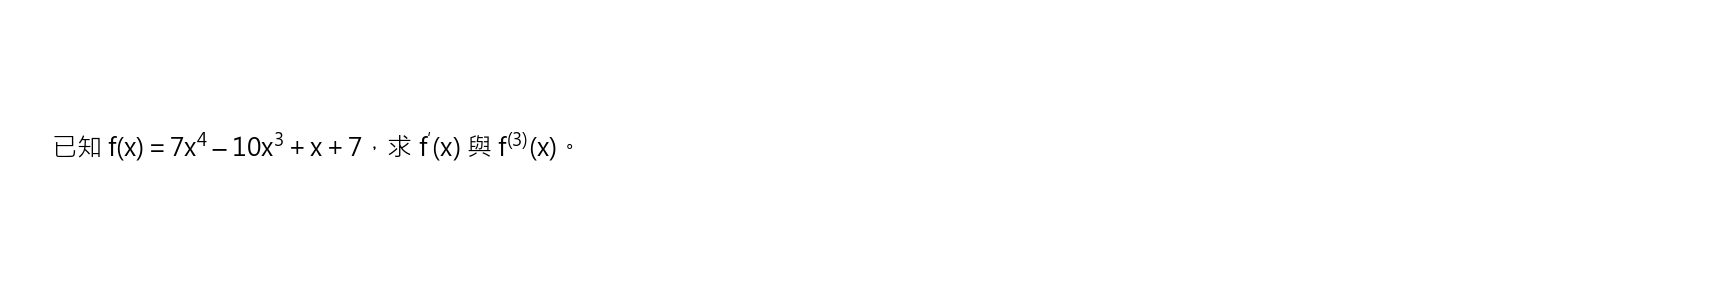 已知 f(x) = 7x⁴ – 10x³ + x + 7，求 f′(x) 與 f⁽³⁾(x)。